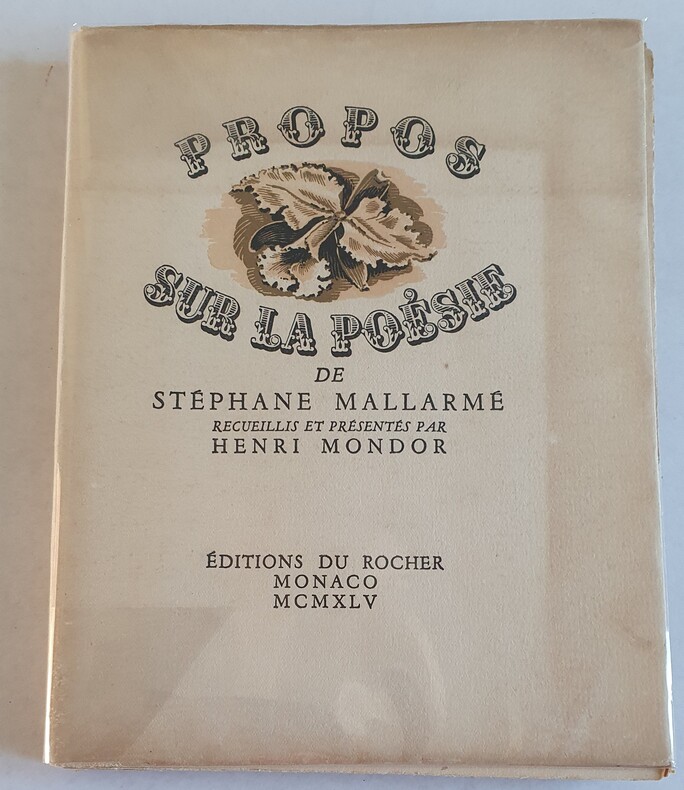 PROPOS
SUR LA POÉSIE
DE
STÉPHANE MALLARMÉ
RECUEILLIS ET PRÉSENTÉS PAR
HENRI MONDOR
ÉDITIONS DU ROCHER
MONACO
MCMXLV